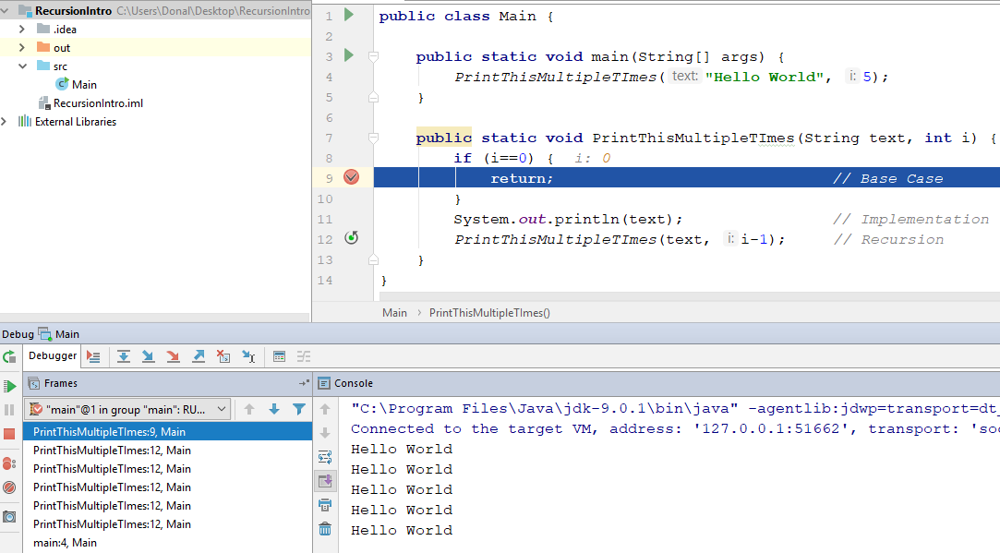 RecursionIntro C:\Users\Donal\Desktop\RecursionIntro
.idea
out
src
Main
RecursionIntro.iml
External Libraries
1 public class Main {
2
3 public static void main(String[] args) {
4 PrintThisMultipleTImes( text: "Hello World", i: 5);
5 }
6
7 public static void PrintThisMultipleTImes(String text, int i) {
8 if (i==0) { i: 0
9 return; // Base Case
10 }
11 System.out.println(text); // Implementation
12 PrintThisMultipleTImes(text, i: i-1); // Recursion
13 }
14 }
Main > PrintThisMultipleTImes()
Debug Main
Debugger
Frames
"main"@1 in group "main": RU...
PrintThisMultipleTImes:9, Main
PrintThisMultipleTImes:12, Main
PrintThisMultipleTImes:12, Main
PrintThisMultipleTImes:12, Main
PrintThisMultipleTImes:12, Main
PrintThisMultipleTImes:12, Main
main:4, Main
Console
"C:\Program Files\Java\jdk-9.0.1\bin\java" -agentlib:jdwp=transport=dt_
Connected to the target VM, address: '127.0.0.1:51662', transport: 'soc
Hello World
Hello World
Hello World
Hello World
Hello World